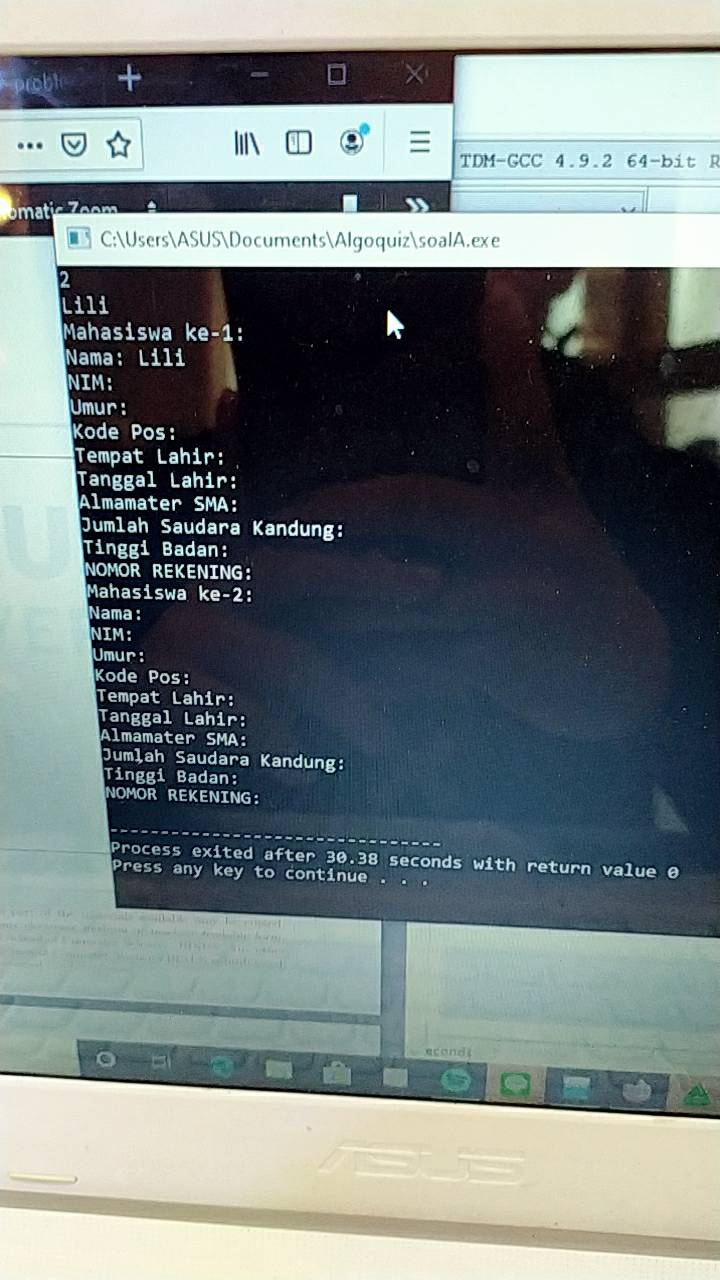 TDM-GCC 4.9.2 64-bit R
omatic Zoom
C:\Users\ASUS\Documents\Algoquiz\soalA.exe
2
Lili
Mahasiswa ke-1:
Nama: Lili
NIM:
Umur:
Kode Pos:
Tempat Lahir:
Tanggal Lahir:
Almamater SMA:
Jumlah Saudara Kandung:
Tinggi Badan:
NOMOR REKENING:
Mahasiswa ke-2:
Nama:
NIM:
Umur:
Kode Pos:
Tempat Lahir:
Tanggal Lahir:
Almamater SMA:
Jumlah Saudara Kandung:
Tinggi Badan:
NOMOR REKENING:
--------------------------------
Process exited after 30.38 seconds with return value 0
Press any key to continue . . .
econds
ASUS